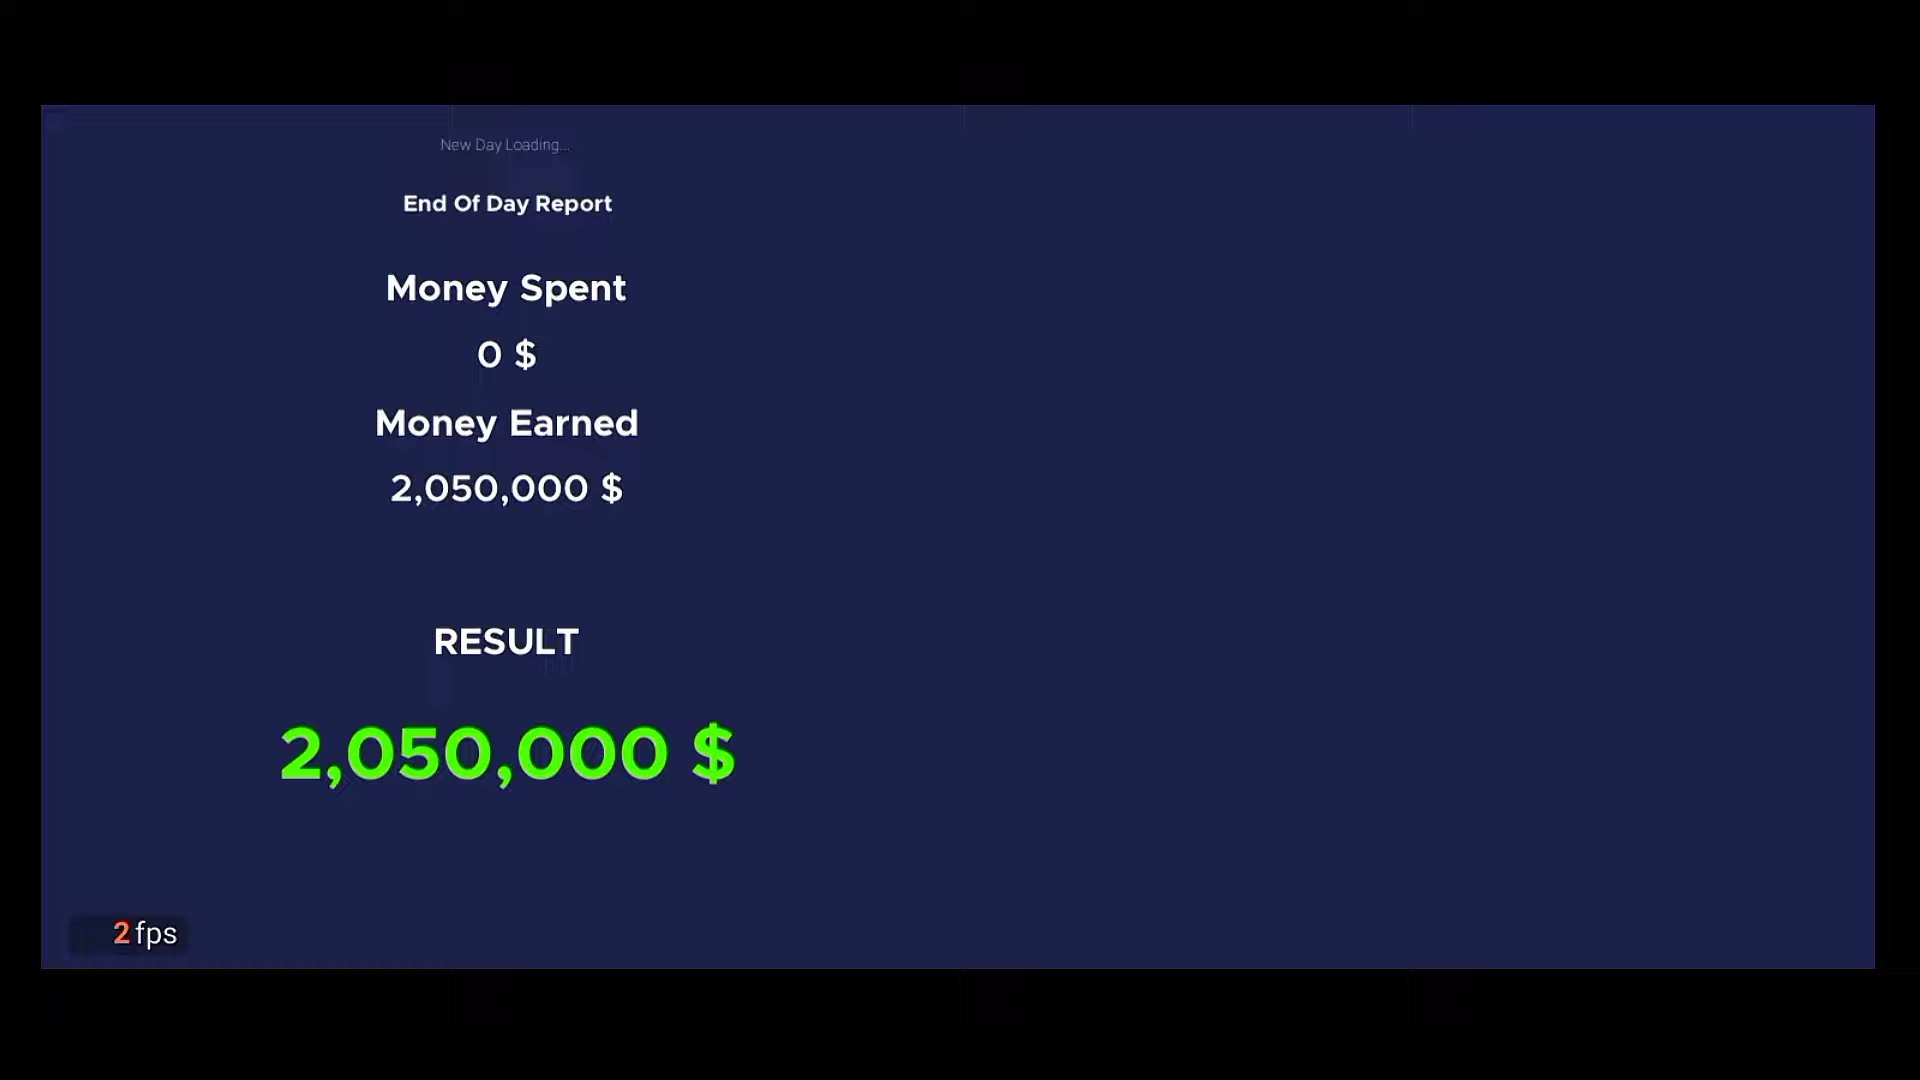 New Day Loading...
End Of Day Report
Money Spent
0 $
Money Earned
2,050,000 $
RESULT
2,050,000 $
2 fps